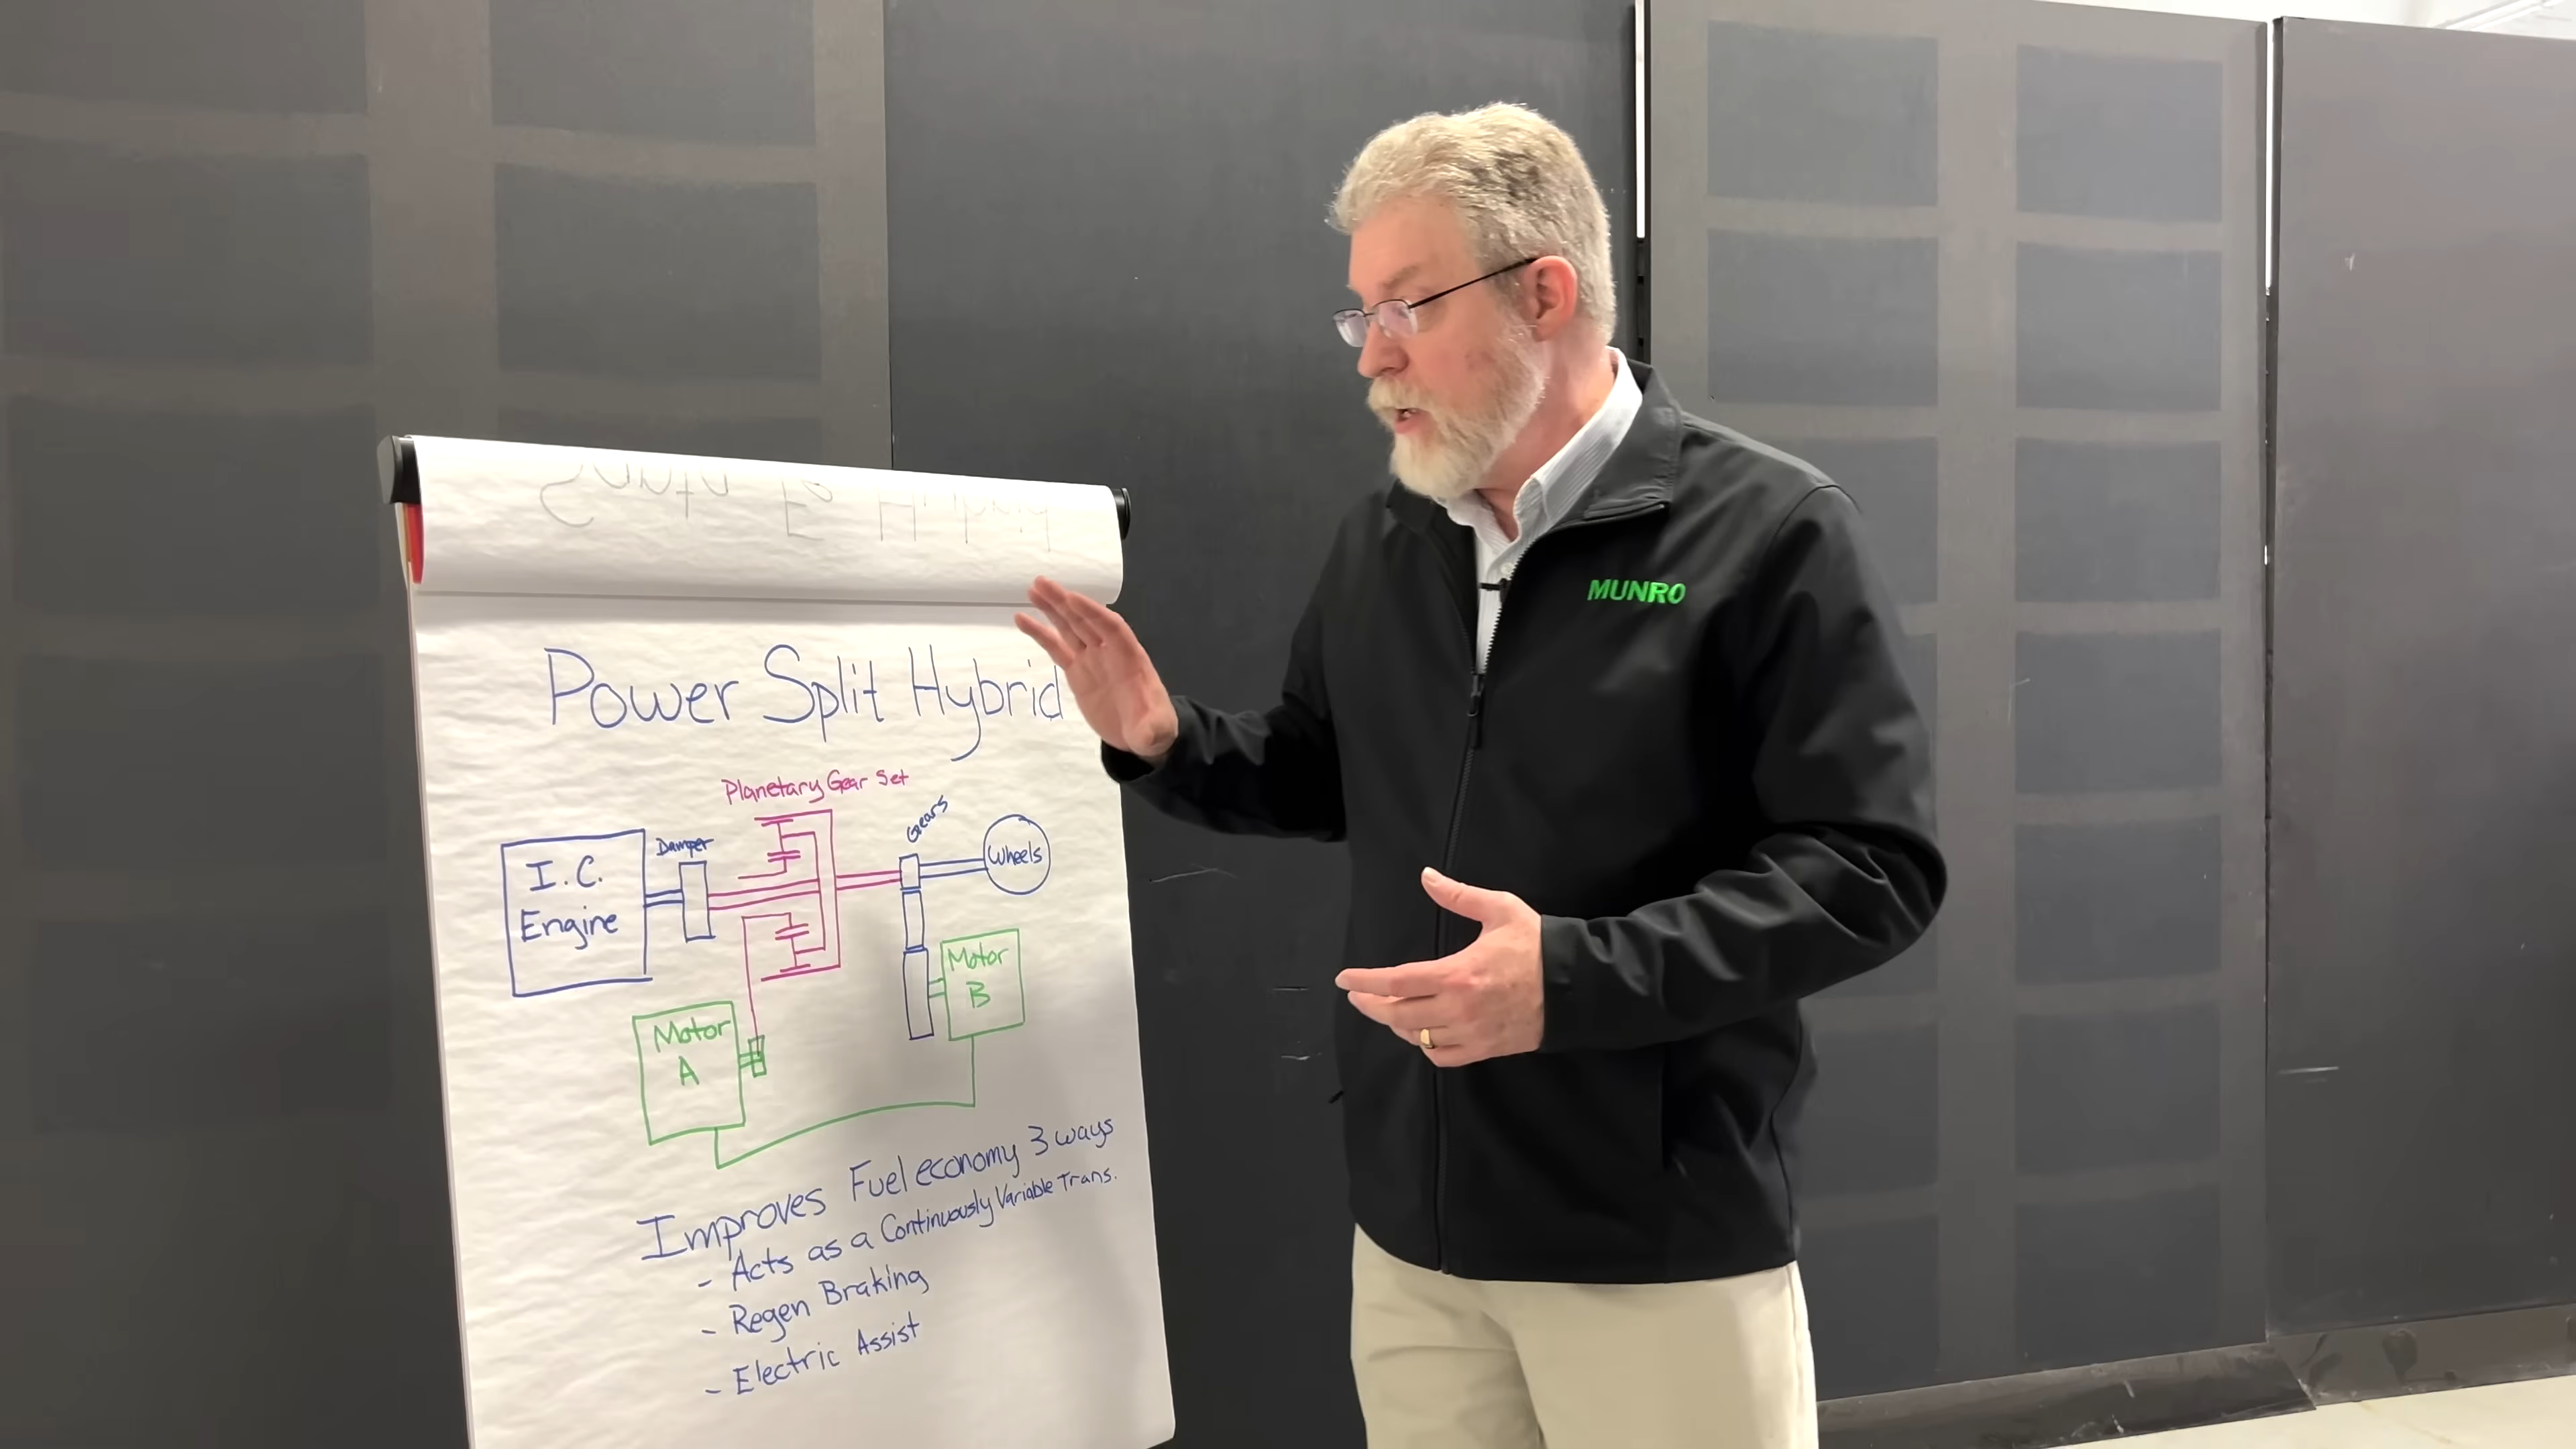 MUNRO
Power Split Hybrid
Planetary Gear Set
Damper
Gears
I.C.
Engine
Wheels
Motor
B
Motor
A
Improves Fuel economy 3 ways
- Acts as a Continuously Variable Trans.
- Regen Braking
- Electric Assist